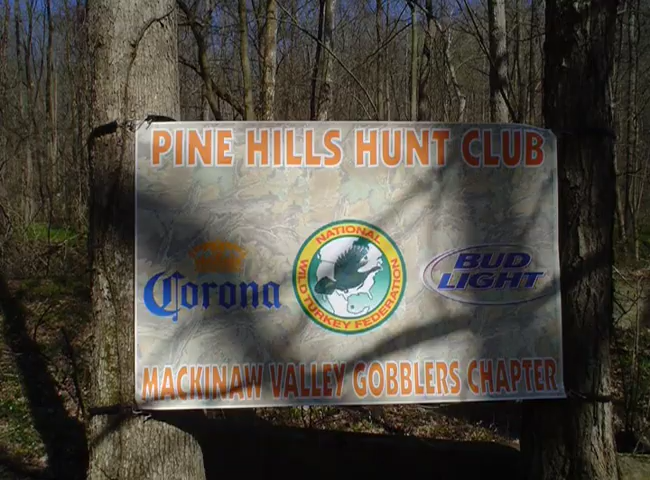 PINE HILLS HUNT CLUB
Corona
NATIONAL
WILD TURKEY FEDERATION
BUD
LIGHT
MACKINAW VALLEY GOBBLERS CHAPTER